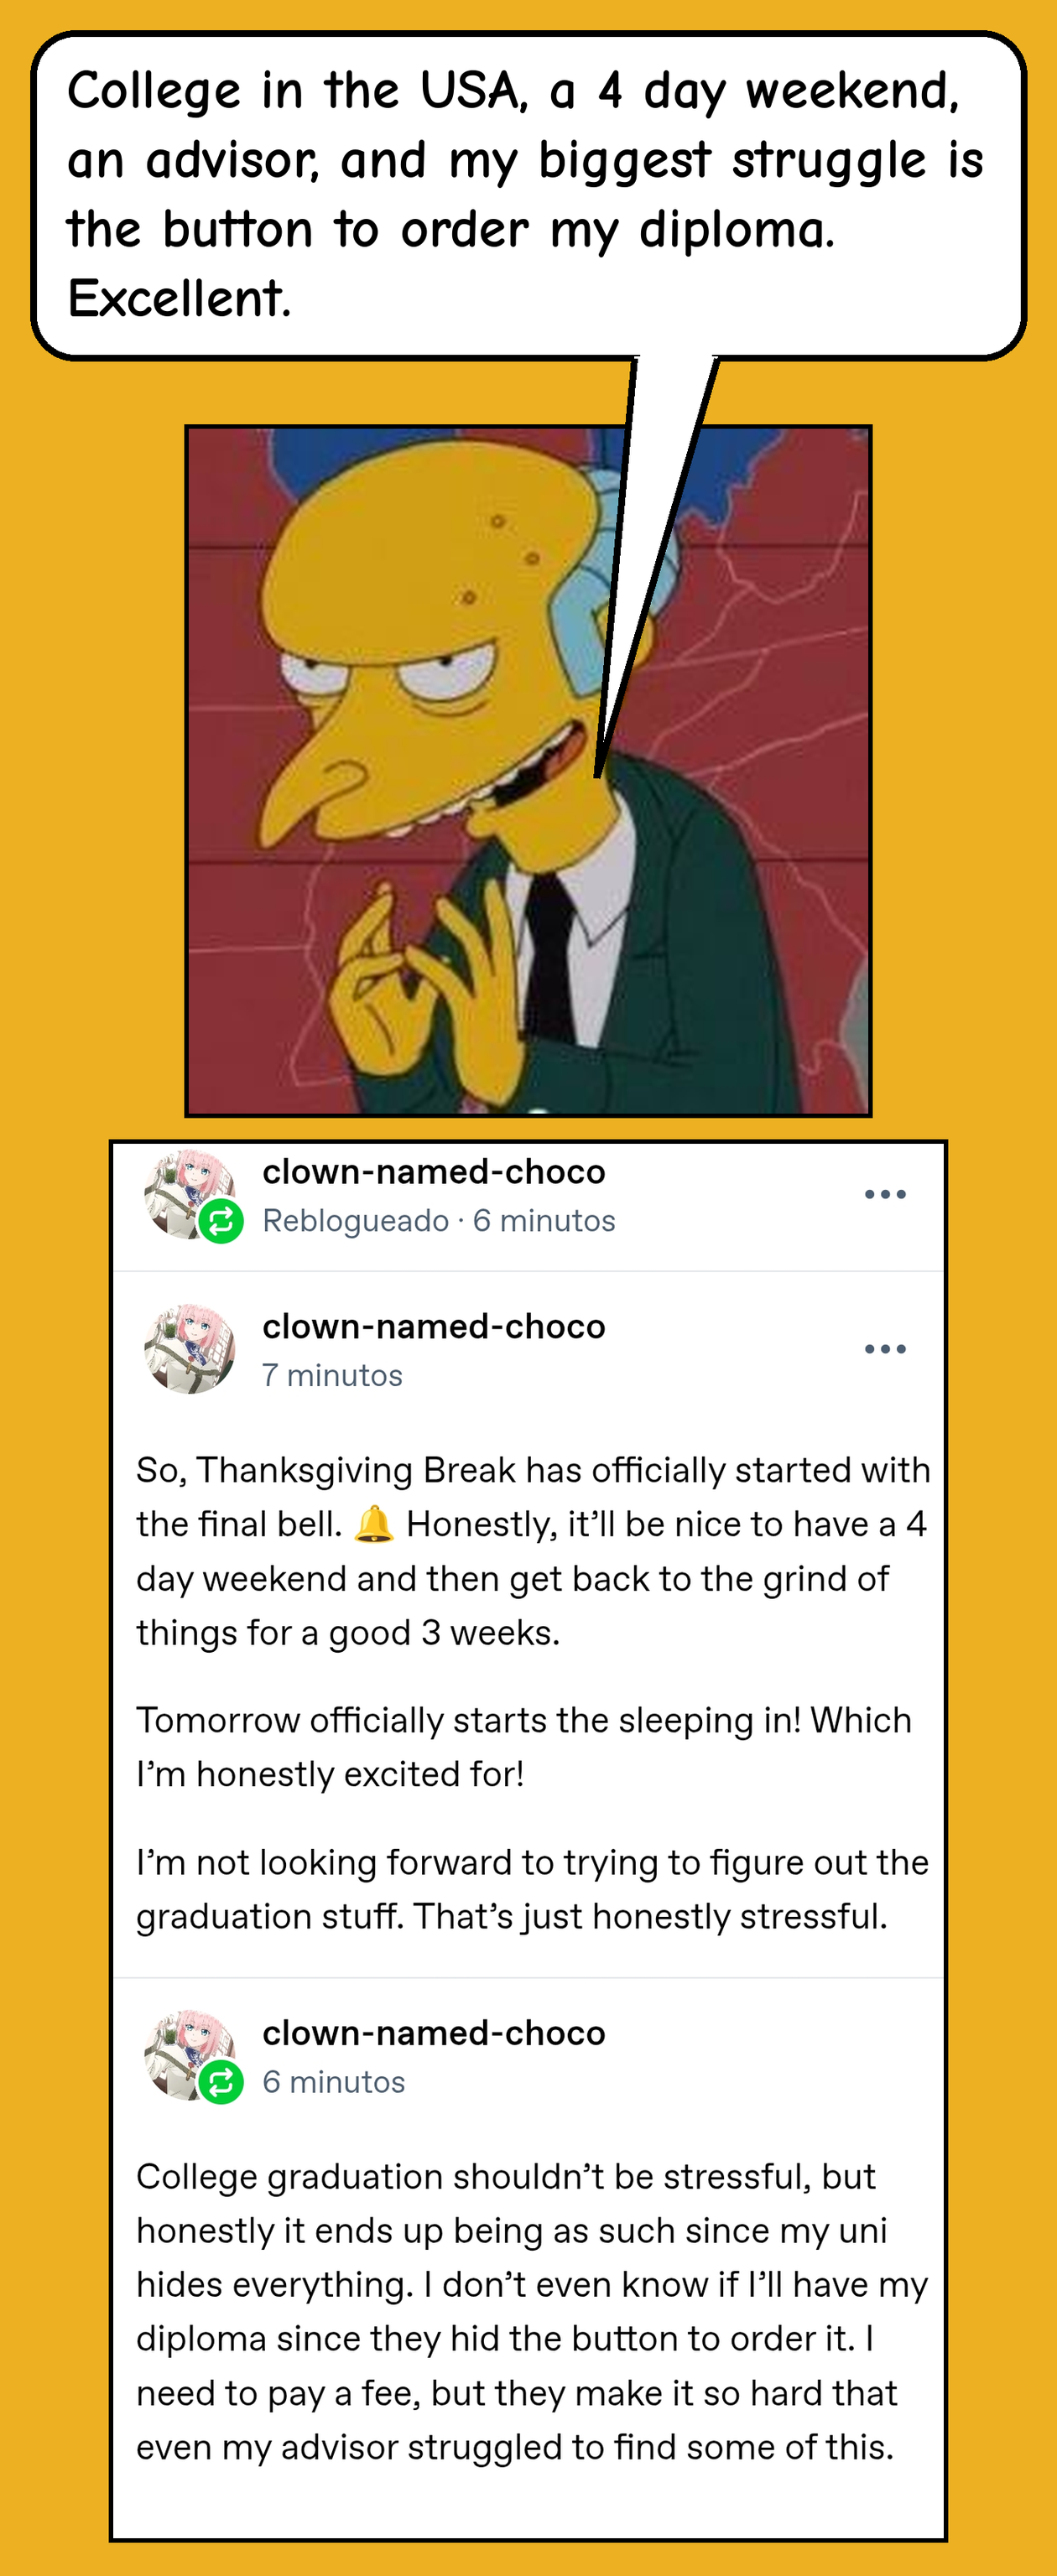 College in the USA, a 4 day weekend,
an advisor, and my biggest struggle is
the button to order my diploma.
Excellent.
clown-named-choco
Reblogueado · 6 minutos
clown-named-choco
7 minutos
So, Thanksgiving Break has officially started with
the final bell. 🔔 Honestly, it’ll be nice to have a 4
day weekend and then get back to the grind of
things for a good 3 weeks.
Tomorrow officially starts the sleeping in! Which
I’m honestly excited for!
I’m not looking forward to trying to figure out the
graduation stuff. That’s just honestly stressful.
clown-named-choco
6 minutos
College graduation shouldn’t be stressful, but
honestly it ends up being as such since my uni
hides everything. I don’t even know if I’ll have my
diploma since they hid the button to order it. I
need to pay a fee, but they make it so hard that
even my advisor struggled to find some of this.